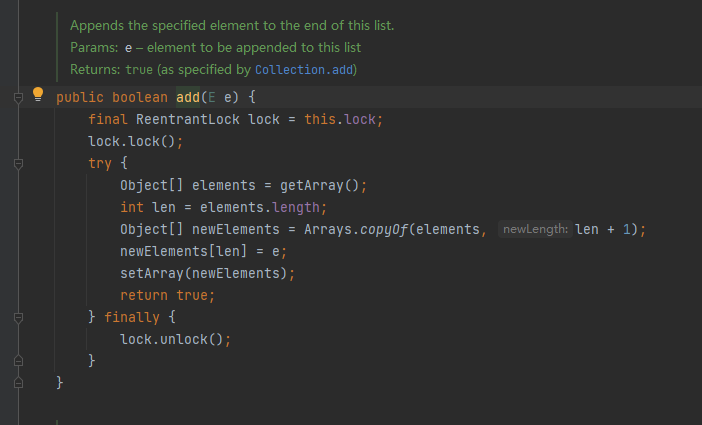 Appends the specified element to the end of this list.
Params: e – element to be appended to this list
Returns: true (as specified by Collection.add)
public boolean add(E e) {
    final ReentrantLock lock = this.lock;
    lock.lock();
    try {
        Object[] elements = getArray();
        int len = elements.length;
        Object[] newElements = Arrays.copyOf(elements, newLength: len + 1);
        newElements[len] = e;
        setArray(newElements);
        return true;
    } finally {
        lock.unlock();
    }
}